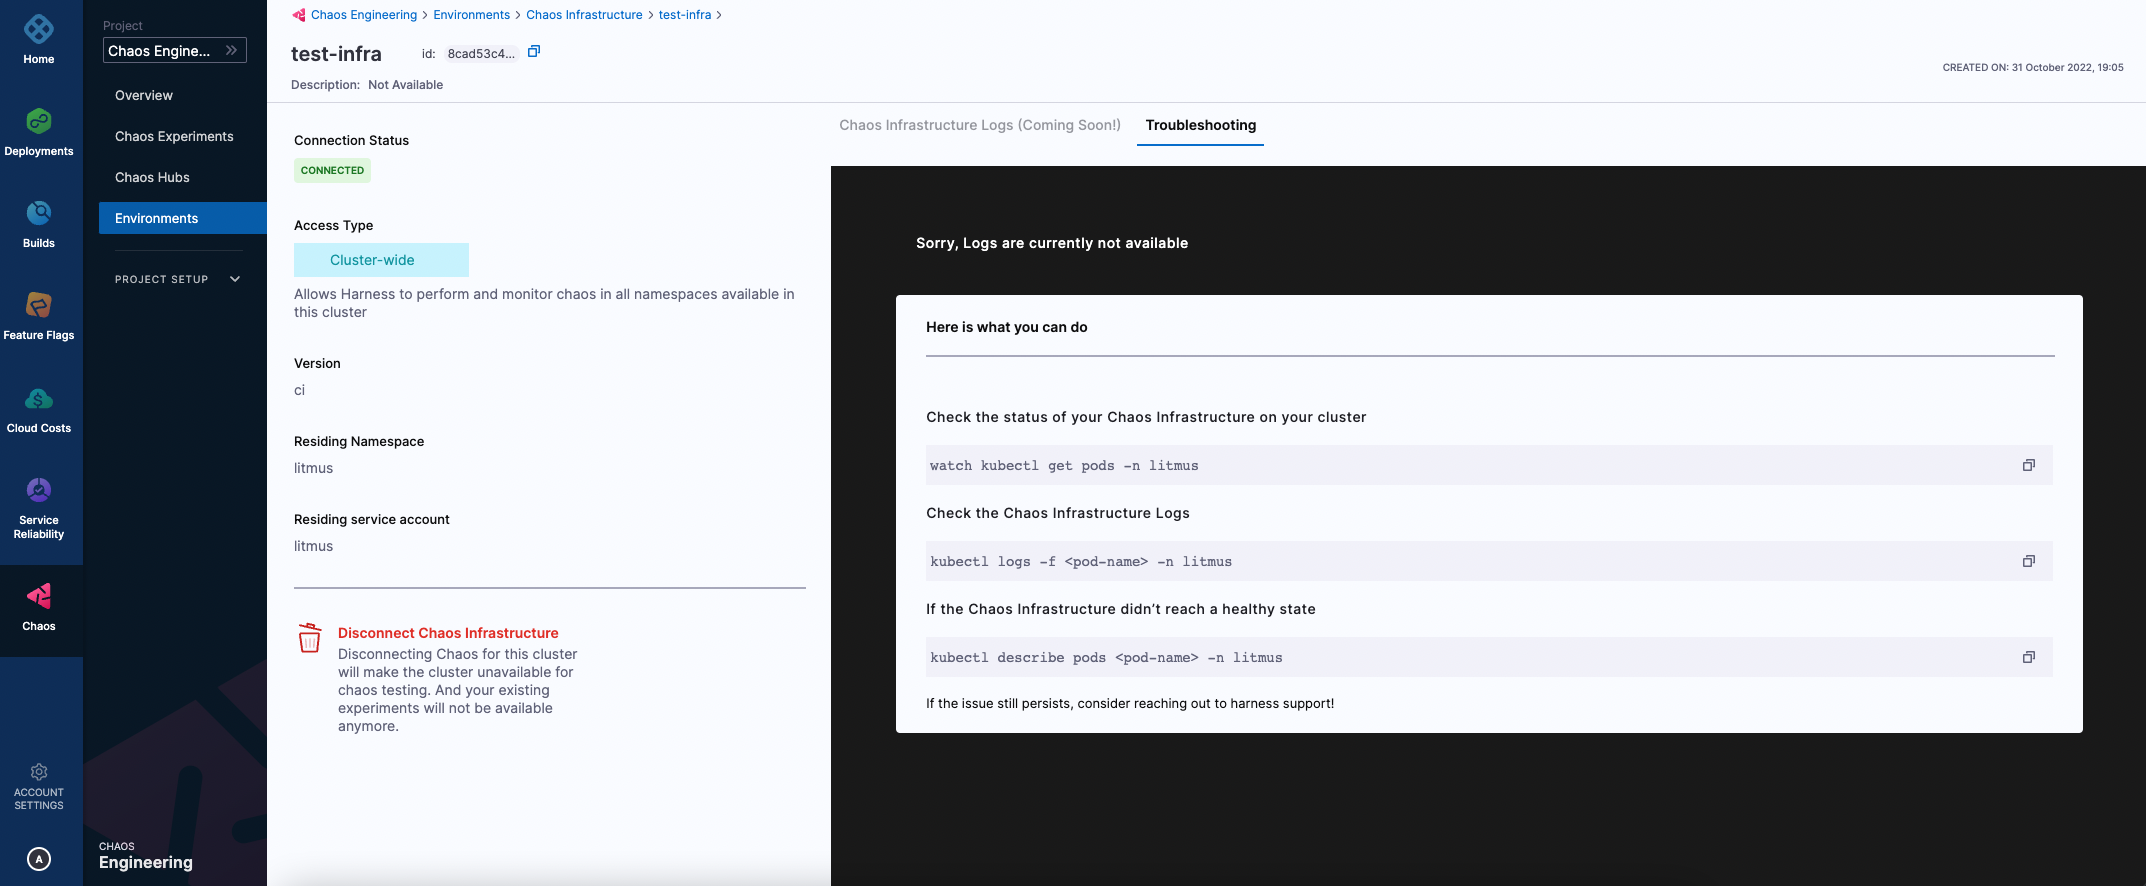 Home
Deployments
Builds
Feature Flags
Cloud Costs
Service
Reliability
Chaos
ACCOUNT
SETTINGS
A
Project
Chaos Engine...
Overview
Chaos Experiments
Chaos Hubs
Environments
PROJECT SETUP
CHAOS
Engineering
Chaos Engineering > Environments > Chaos Infrastructure > test-infra >
test-infra id: 8cad53c4...
Description: Not Available
CREATED ON: 31 October 2022, 19:05
Connection Status
CONNECTED
Access Type
Cluster-wide
Allows Harness to perform and monitor chaos in all namespaces available in
this cluster
Version
ci
Residing Namespace
litmus
Residing service account
litmus
Disconnect Chaos Infrastructure
Disconnecting Chaos for this cluster
will make the cluster unavailable for
chaos testing. And your existing
experiments will not be available
anymore.
Chaos Infrastructure Logs (Coming Soon!) Troubleshooting
Sorry, Logs are currently not available
Here is what you can do
Check the status of your Chaos Infrastructure on your cluster
watch kubectl get pods -n litmus
Check the Chaos Infrastructure Logs
kubectl logs -f <pod-name> -n litmus
If the Chaos Infrastructure didn’t reach a healthy state
kubectl describe pods <pod-name> -n litmus
If the issue still persists, consider reaching out to harness support!